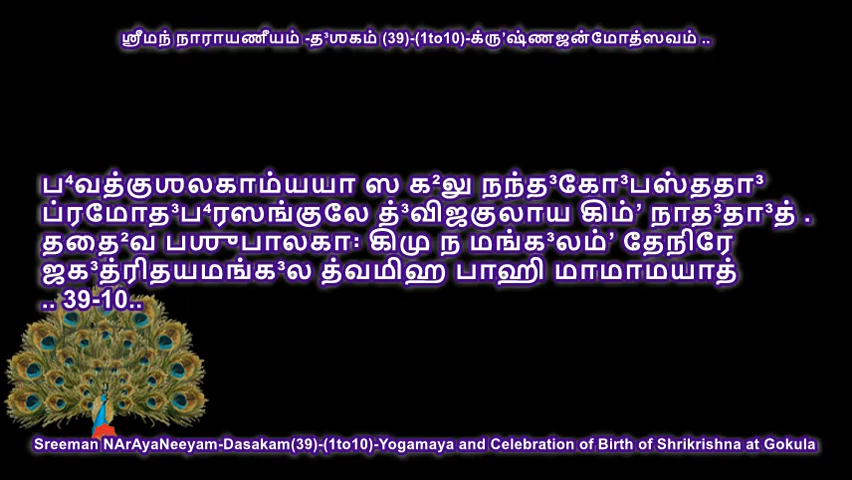 ஶ்ரீமந் நாராயணீயம் -த³ஶகம் (39)-(1to10)-க்ரு’ஷ்ணஜன்மோத்ஸவம் ..
ப⁴வத்குஶலகாம்யயா ஸ க²லு நந்த³கோ³பஸ்ததா³
ப்ரமோத³ப⁴ரஸங்குலே த்³விஜகுலாய கிம்’ நாத³தா³த் .
ததை²வ பஶுபாலகா꞉ கிமு ந மங்க³லம்’ தேநிரே
ஜக³த்ரிதயமங்க³ல த்வமிஹ பாஹி மாமாமயாத்
.. 39-10..
Sreeman NArAyaNeeyam-Dasakam(39)-(1to10)-Yogamaya and Celebration of Birth of Shrikrishna at Gokula